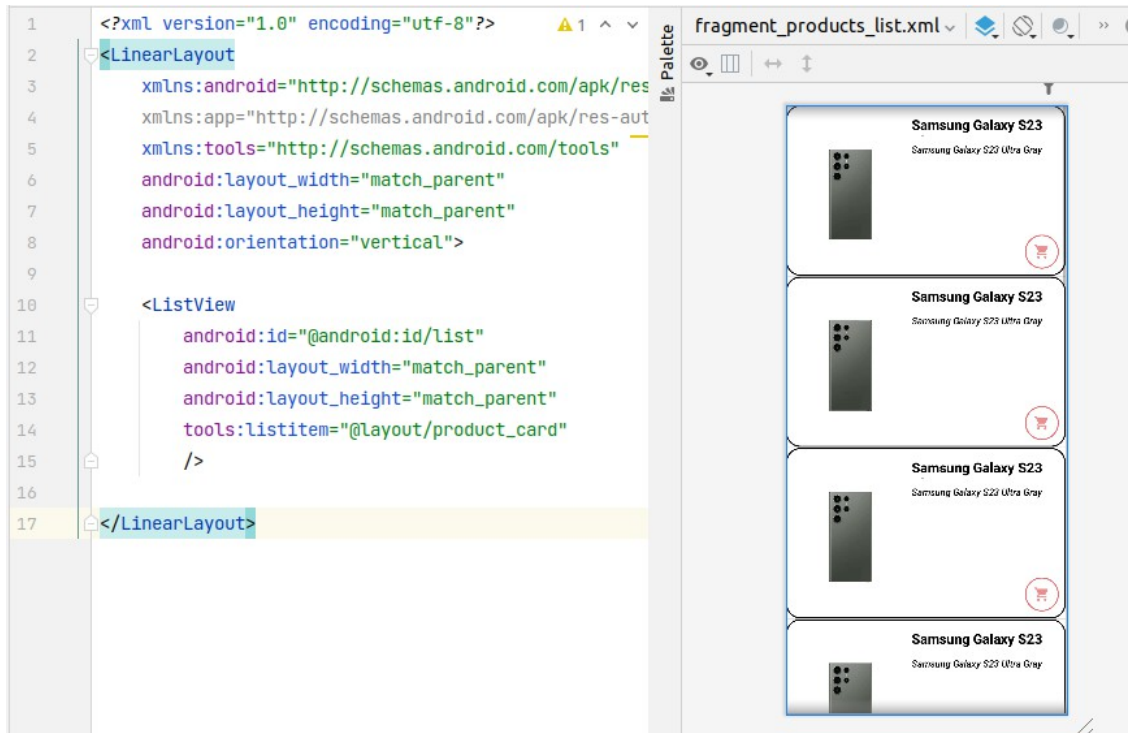 1 <?xml version="1.0" encoding="utf-8"?> 1
2 <LinearLayout
3 xmlns:android="http://schemas.android.com/apk/res
4 xmlns:app="http://schemas.android.com/apk/res-aut
5 xmlns:tools="http://schemas.android.com/tools"
6 android:layout_width="match_parent"
7 android:layout_height="match_parent"
8 android:orientation="vertical">
9
10 <ListView
11 android:id="@android:id/list"
12 android:layout_width="match_parent"
13 android:layout_height="match_parent"
14 tools:listitem="@layout/product_card"
15 />
16
17 </LinearLayout>
Palette
fragment_products_list.xml
Samsung Galaxy S23
Samsung Galaxy S23 Ultra Gray
Samsung Galaxy S23
Samsung Galaxy S23 Ultra Gray
Samsung Galaxy S23
Samsung Galaxy S23 Ultra Gray
Samsung Galaxy S23
Samsung Galaxy S23 Ultra Gray